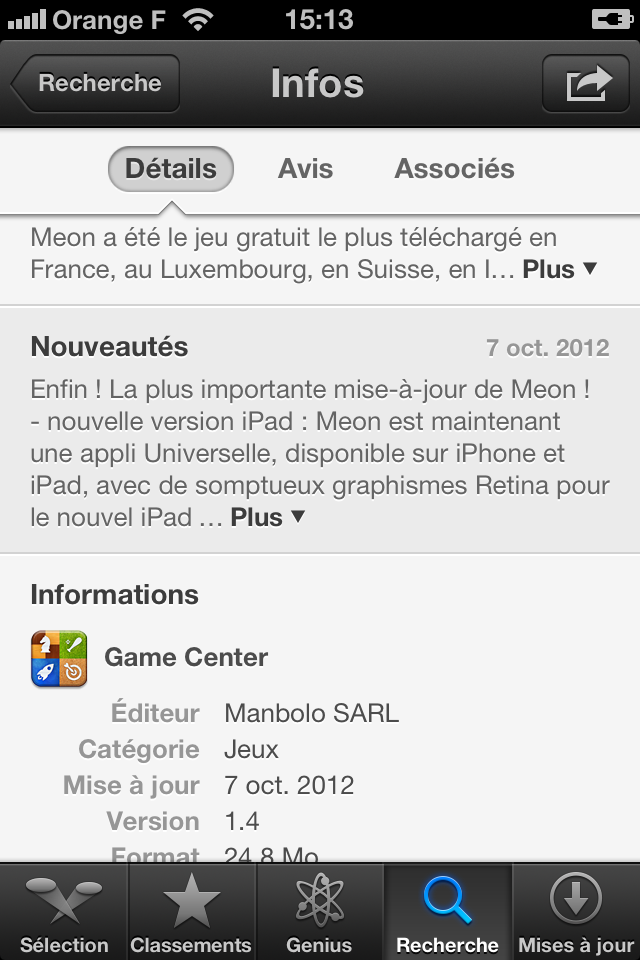 Orange F 15:13
Recherche Infos
Détails Avis Associés
Meon a été le jeu gratuit le plus téléchargé en
France, au Luxembourg, en Suisse, en I… Plus ▼
Nouveautés 7 oct. 2012
Enfin ! La plus importante mise-à-jour de Meon !
- nouvelle version iPad : Meon est maintenant
une appli Universelle, disponible sur iPhone et
iPad, avec de somptueux graphismes Retina pour
le nouvel iPad … Plus ▼
Informations
Game Center
Éditeur Manbolo SARL
Catégorie Jeux
Mise à jour 7 oct. 2012
Version 1.4
Format 24.8 Mo
Sélection Classements Genius Recherche Mises à jour